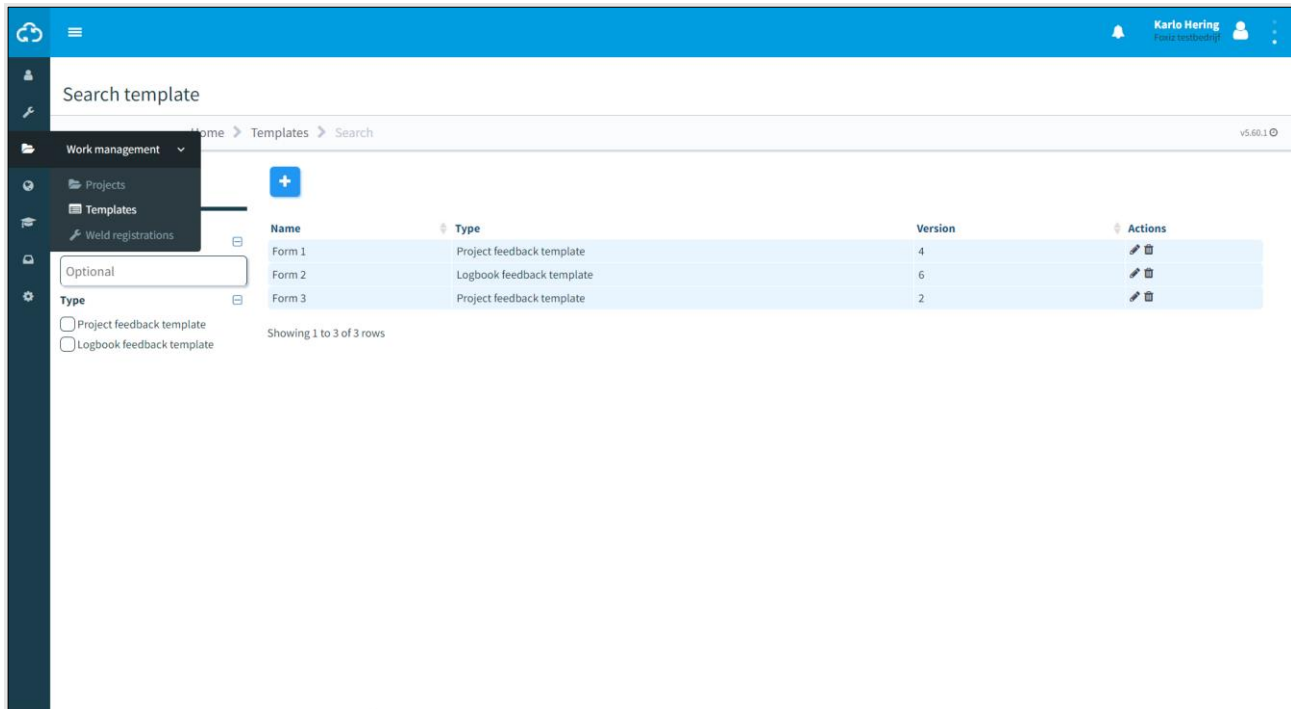 Karlo Hering
Foxiz testbedrijf
Search template
Home Templates Search
v5.60.1
Work management
Projects
Templates
Weld registrations
Optional
Type
Project feedback template
Logbook feedback template
Name Type Version Actions
Form 1 Project feedback template 4
Form 2 Logbook feedback template 6
Form 3 Project feedback template 2
Showing 1 to 3 of 3 rows